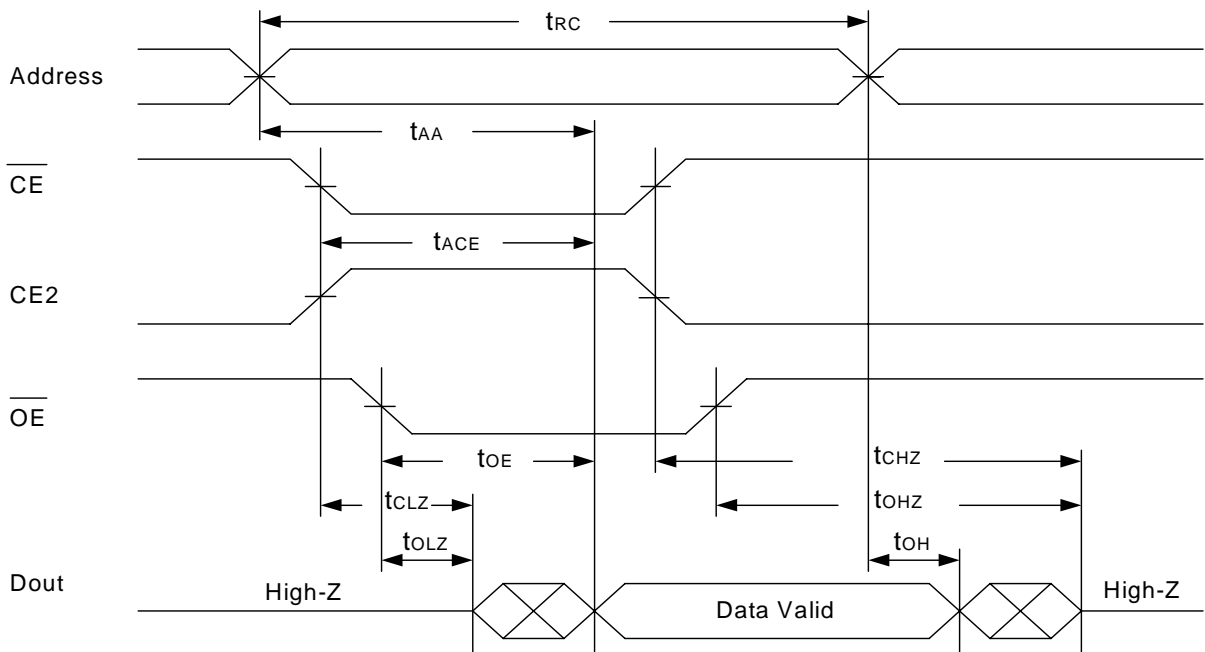 tRC
Address
tAA
CE
tACE
CE2
OE
tOE
tCHZ
tCLZ
tOHZ
tOLZ
tOH
Dout
High-Z
Data Valid
High-Z